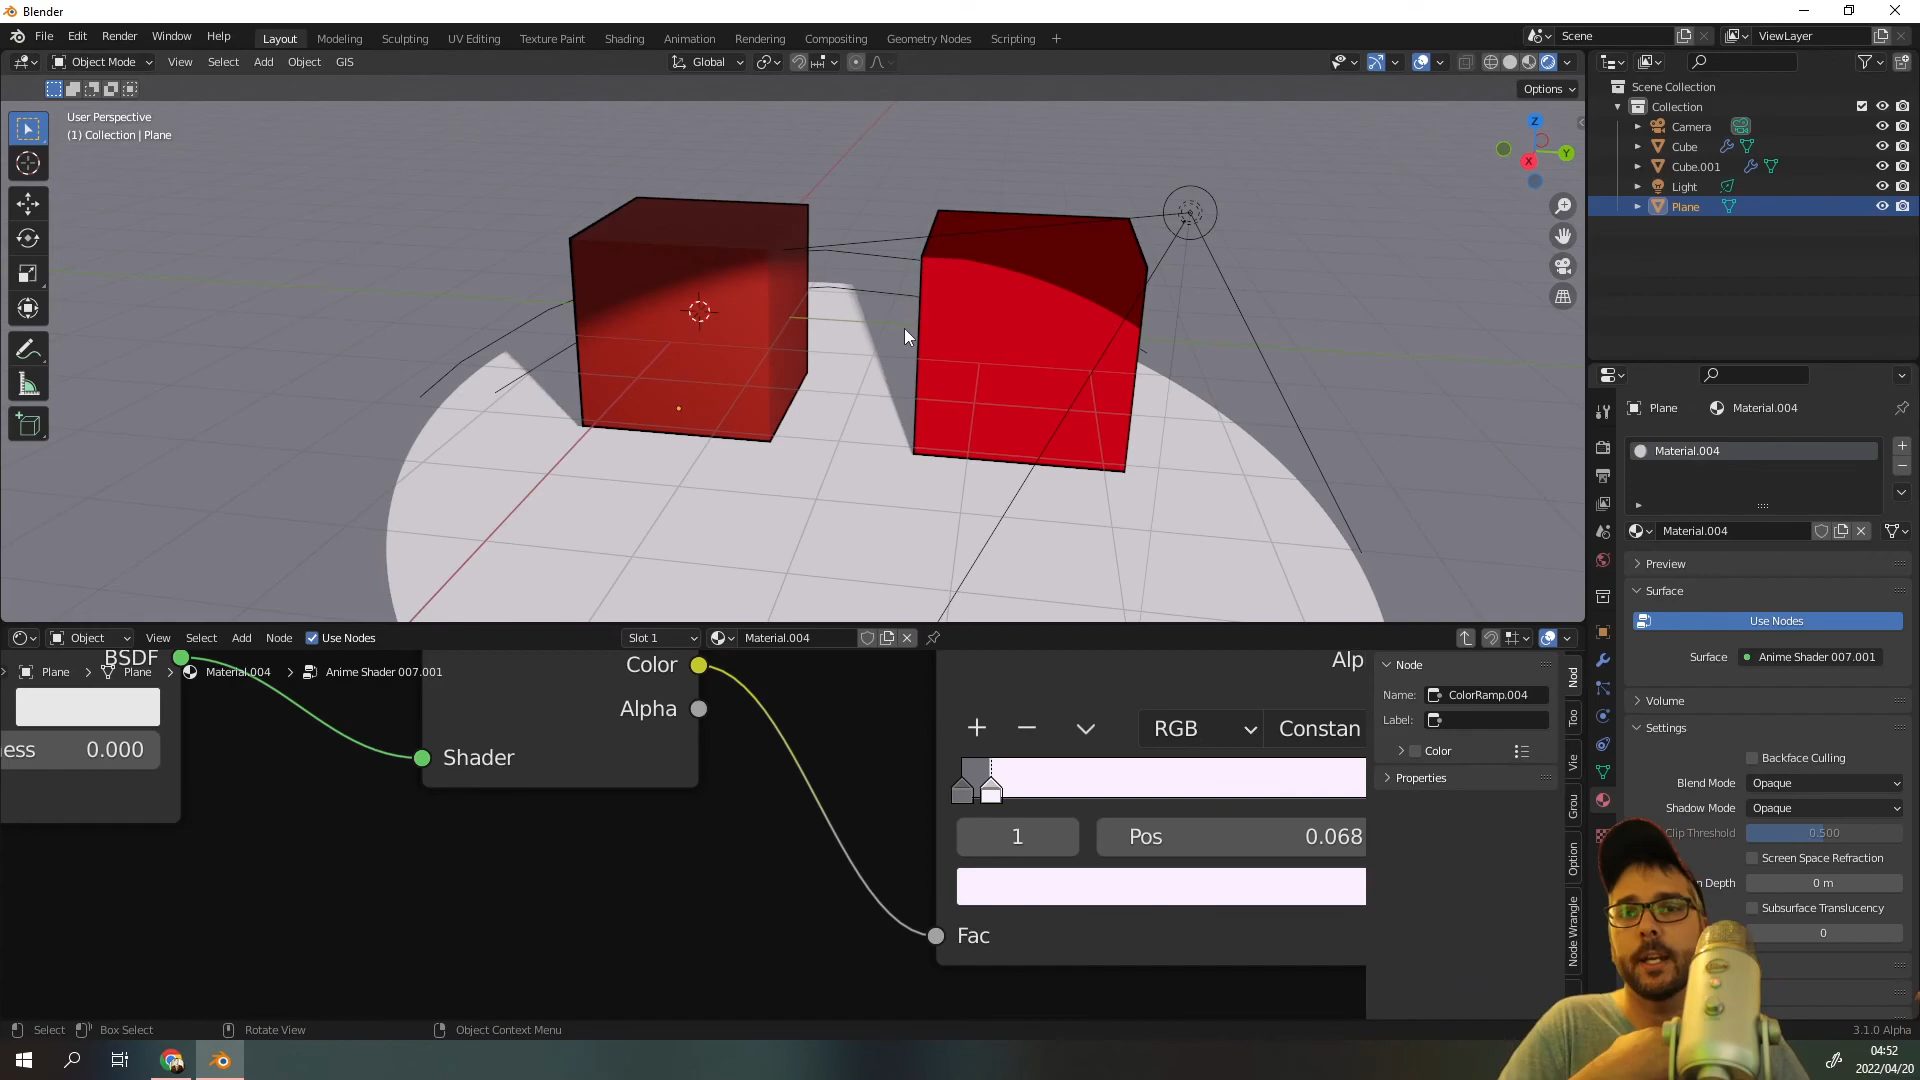 Blender
File Edit Render Window Help
Layout Modeling Sculpting UV Editing Texture Paint Shading Animation Rendering Compositing Geometry Nodes Scripting +
Scene
ViewLayer
Object Mode View Select Add Object GIS
Global
Options
User Perspective
(1) Collection | Plane
Z
Y
X
Scene Collection
Collection
Camera
Cube
Cube.001
Light
Plane
Plane Material.004
Material.004
Material.004
Preview
Surface
Use Nodes
Surface Anime Shader 007.001
Volume
Settings
Backface Culling
Blend Mode Opaque
Shadow Mode Opaque
Clip Threshold 0.500
Screen Space Refraction
n Depth 0 m
Subsurface Translucency
0
Object View Select Add Node Use Nodes Slot 1 Material.004
BSDF
Plane > Plane > Material.004 > Anime Shader 007.001
ness 0.000
Color
Alpha
Shader
Alp
RGB Constan
1 Pos 0.068
Fac
Node
Name: ColorRamp.004
Label:
Color
Properties
Nod
Too
Vie
Grou
Option
Node Wrangle
Select Box Select Rotate View Object Context Menu
3.1.0 Alpha
04:52
2022/04/20